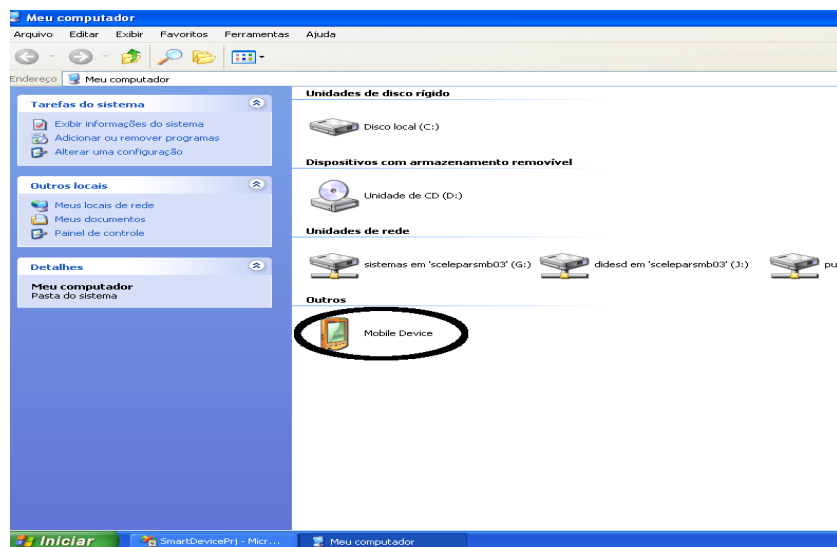 Meu computador
Arquivo Editar Exibir Favoritos Ferramentas Ajuda
Endereço Meu computador
Tarefas do sistema
Exibir informações do sistema
Adicionar ou remover programas
Alterar uma configuração
Outros locais
Meus locais de rede
Meus documentos
Painel de controle
Detalhes
Meu computador
Pasta do sistema
Unidades de disco rígido
Disco local (C:)
Dispositivos com armazenamento removível
Unidade de CD (D:)
Unidades de rede
sistemas em 'sceleparsmb03' (G:) didesd em 'sceleparsmb03' (J:) pu
Outros
Mobile Device
Iniciar SmartDevicePrj - Micr... Meu computador